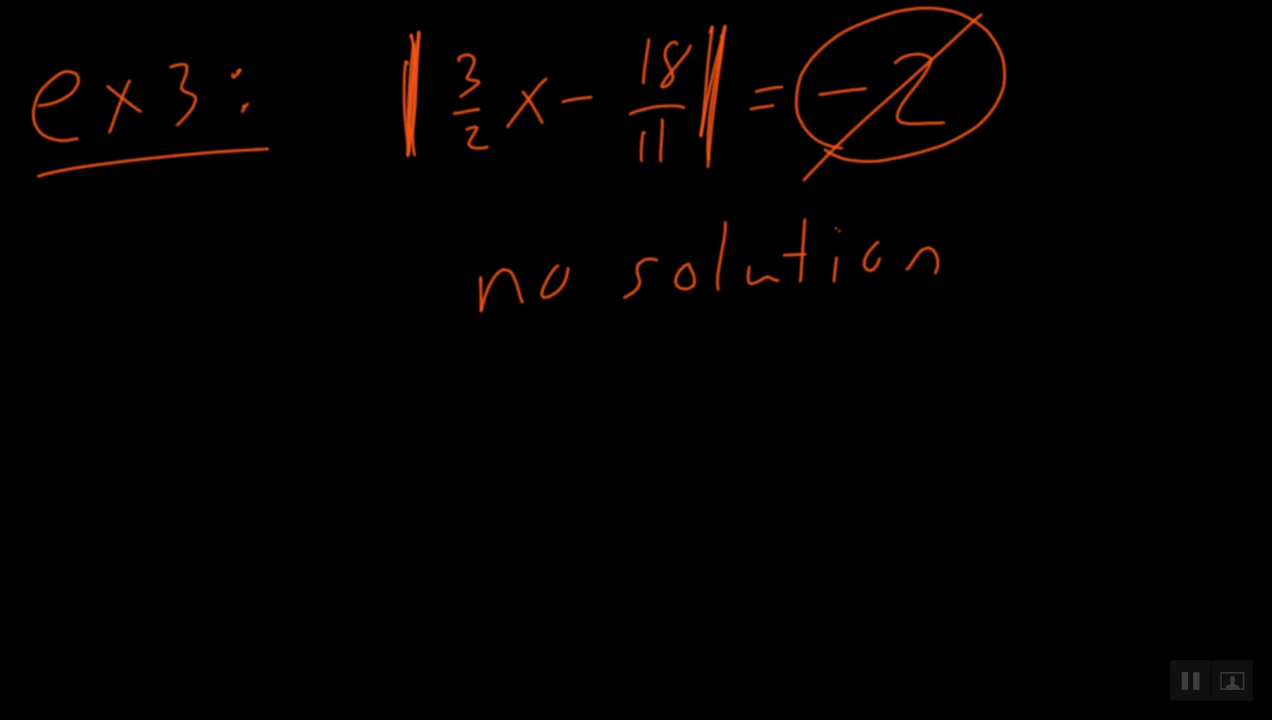 ex3: | 3/2 x - 18/11 | = -2
no solution